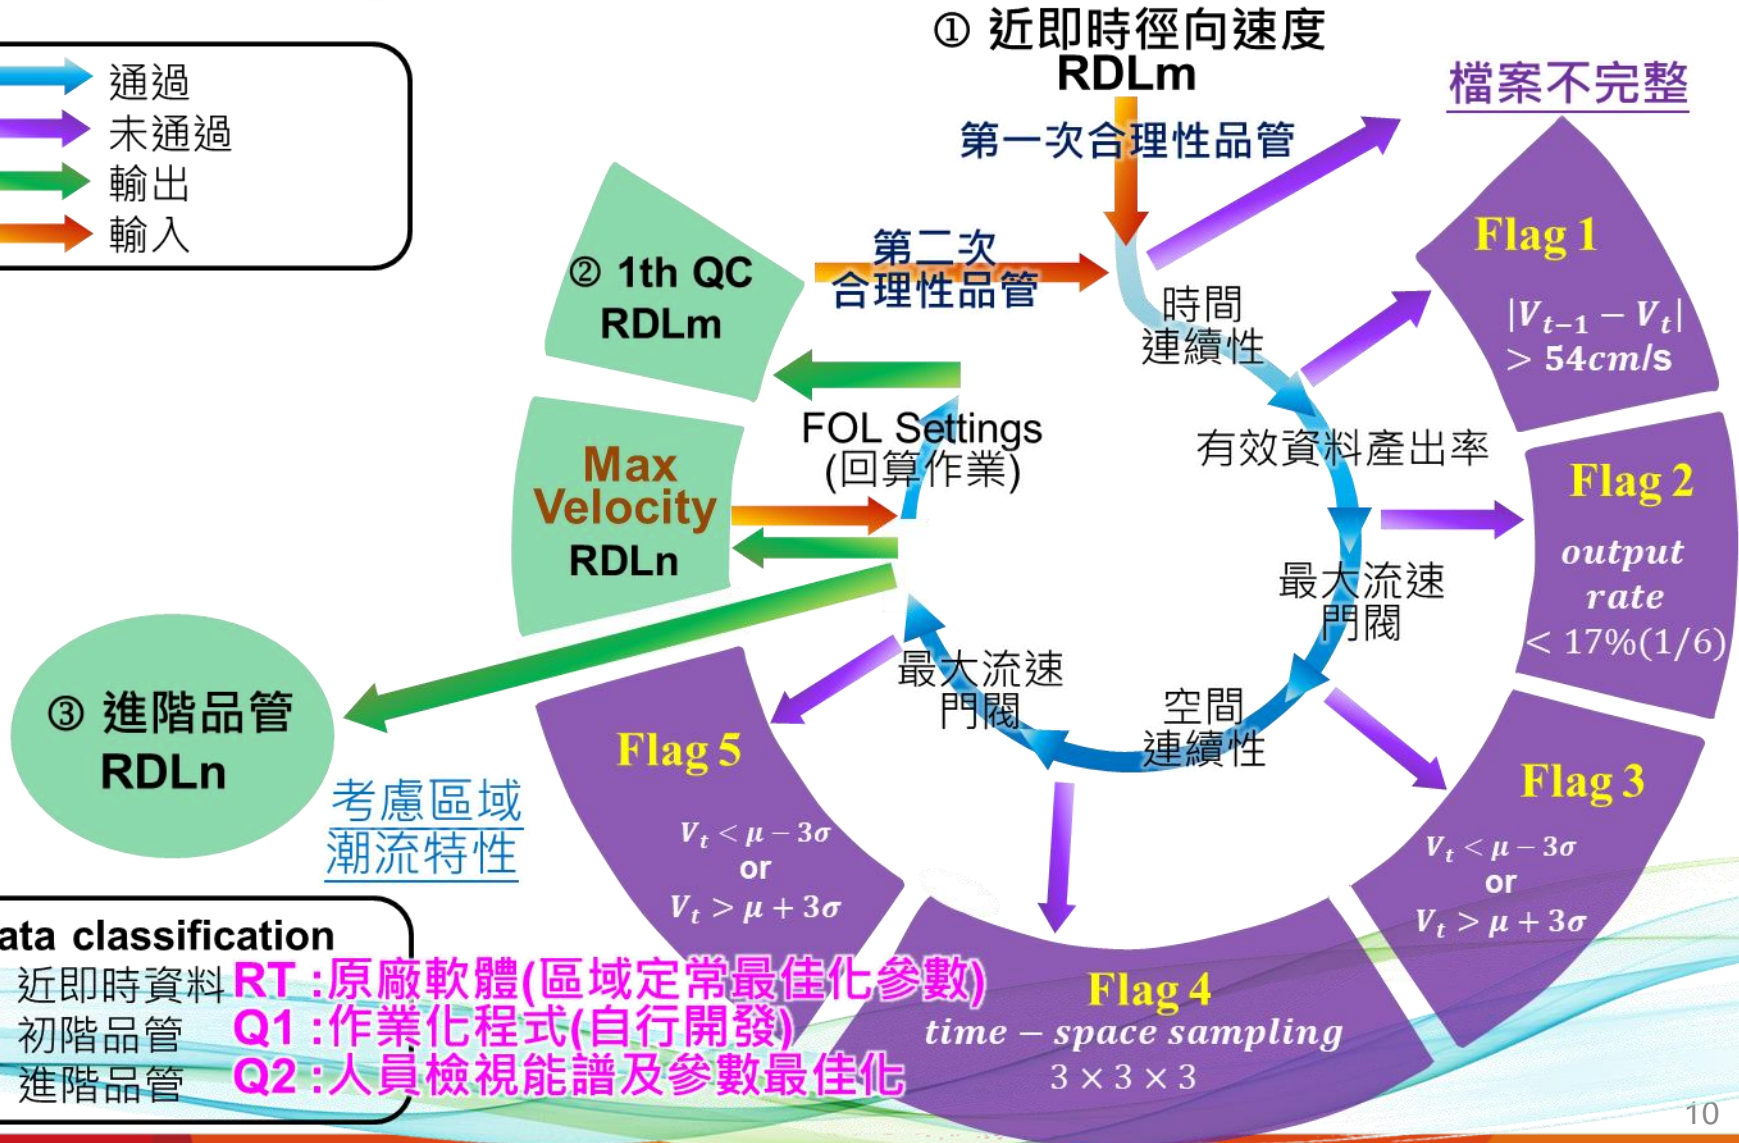 通過
未通過
輸出
輸入
① 近即時徑向速度
RDLm
第一次合理性品管
檔案不完整
② 1th QC
RDLm
第二次
合理性品管
時間
連續性
Flag 1
|V_{t−1} − V_t|
> 54cm/s
FOL Settings
(回算作業)
有效資料產出率
Flag 2
output
rate
< 17%(1/6)
Max
Velocity
RDLn
最大流速
門閥
空間
連續性
最大流速
門閥
Flag 3
V_t < μ − 3σ
or
V_t > μ + 3σ
③ 進階品管
RDLn
考慮區域
潮流特性
Flag 5
V_t < μ − 3σ
or
V_t > μ + 3σ
Flag 4
time − space sampling
3 × 3 × 3
ata classification
近即時資料 RT :原廠軟體(區域定常最佳化參數)
初階品管 Q1 :作業化程式(自行開發)
進階品管 Q2 :人員檢視能譜及參數最佳化
10